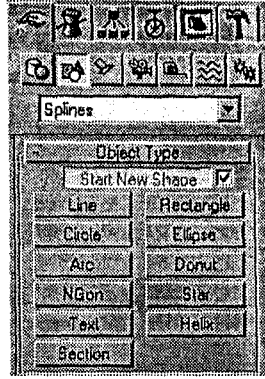 Splines
Object Type
Start New Shape
Line Rectangle
Circle Ellipse
Arc Donut
NGon Star
Text Helix
Section